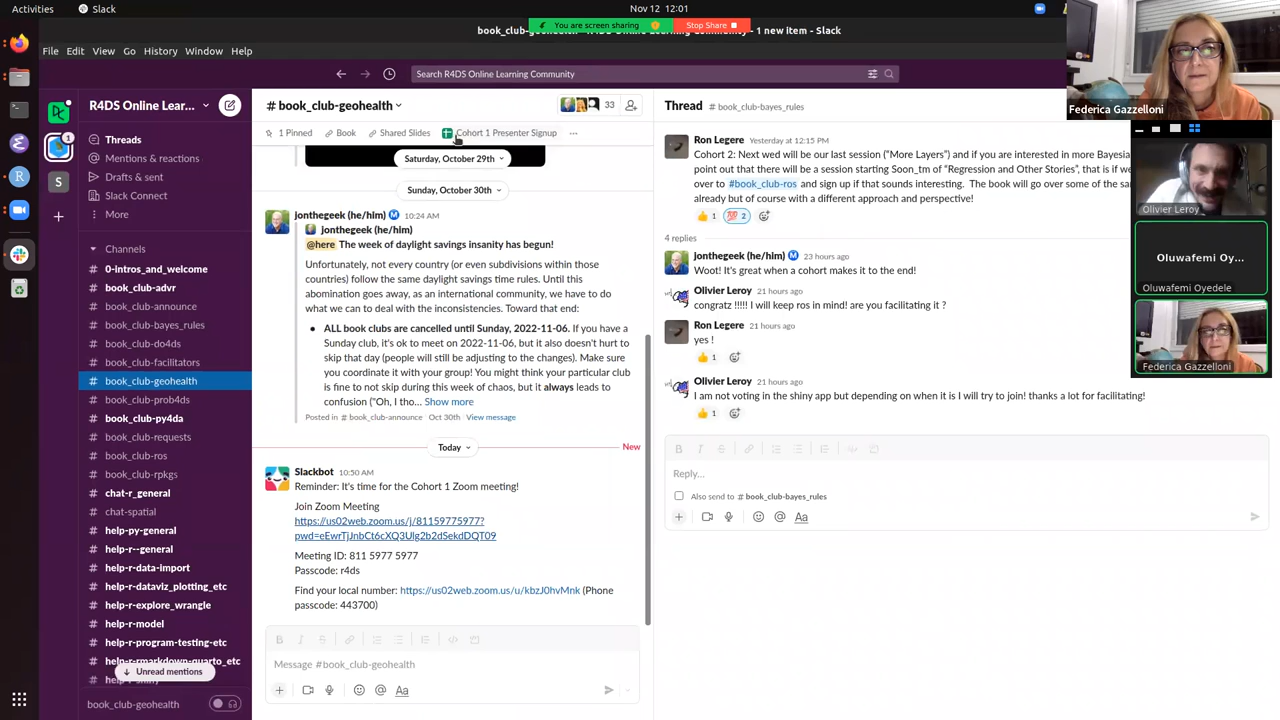 Activities
Nov 12 12:01
You are screen sharing
Stop Share
book_club-geohealth - R4DS Online Learning Community - 1 new item - Slack
File Edit View Go History Window Help
Search R4DS Online Learning Community
R4DS Online Learn...
Threads
Mentions & reactions
Drafts & sent
Slack Connect
More
Channels
# 0-intros_and_welcome
# book_club-advr
# book_club-announce
# book_club-bayes_rules
# book_club-do4ds
# book_club-facilitators
# book_club-geohealth
# book_club-prob4ds
# book_club-py4da
# book_club-requests
# book_club-ros
# book_club-rpkgs
# chat-r_general
# chat-spatial
# help-py-general
# help-r--general
# help-r-data-import
# help-r-dataviz_plotting_etc
# help-r-explore_wrangle
# help-r-model
# help-r-program-testing-etc
# help-r-rmarkdown-quarto_etc
Unread mentions
book_club-geohealth
S
1
# book_club-geohealth
33
1 Pinned
Book
Shared Slides
Cohort 1 Presenter Signup
Saturday, October 29th
Sunday, October 30th
jonthegeek (he/him) M 10:24 AM
jonthegeek (he/him)
@here The week of daylight savings insanity has begun!
Unfortunately, not every country (or even subdivisions within those
countries) follow the same daylight savings time rules. Until this
abomination goes away, as an international community, we have to do
what we can to deal with the inconsistencies. Toward that end:
• ALL book clubs are cancelled until Sunday, 2022-11-06. If you have a
Sunday club, it's ok to meet on 2022-11-06, but it also doesn't hurt to
skip that day (people will still be adjusting to the changes). Make sure
you coordinate it with your group! You might think your particular club
is fine to not skip during this week of chaos, but it always leads to
confusion ("Oh, I tho... Show more
Posted in # book_club-announce Oct 30th View message
Today
New
Slackbot 10:50 AM
Reminder: It's time for the Cohort 1 Zoom meeting!
Join Zoom Meeting
https://us02web.zoom.us/j/81159775977?
pwd=eEwrTjJnbCt6cXQ3Ulg2b2dSekdDQT09
Meeting ID: 811 5977 5977
Passcode: r4ds
Find your local number: https://us02web.zoom.us/u/kbzJ0hvMnk (Phone
passcode: 443700)
Message #book_club-geohealth
Thread book_club-bayes_rules
Ron Legere Yesterday at 12:15 PM
Cohort 2: Next wed will be our last session ("More Layers") and if you are interested in more Bayesia
point out that there will be a session starting Soon_tm of "Regression and Other Stories", that is if we
over to #book_club-ros and sign up if that sounds interesting. The book will go over some of the sam
already but of course with a different approach and perspective!
1
2
4 replies
jonthegeek (he/him) M 23 hours ago
Woot! It's great when a cohort makes it to the end!
Olivier Leroy 21 hours ago
congratz !!!!! I will keep ros in mind! are you facilitating it ?
Ron Legere 21 hours ago
yes !
1
Olivier Leroy 21 hours ago
I am not voting in the shiny app but depending on when it is I will try to join! thanks a lot for facilitating!
1
Reply...
Also send to # book_club-bayes_rules
Federica Gazzelloni
Olivier Leroy
Oluwafemi Oy...
Oluwafemi Oyedele
Federica Gazzelloni